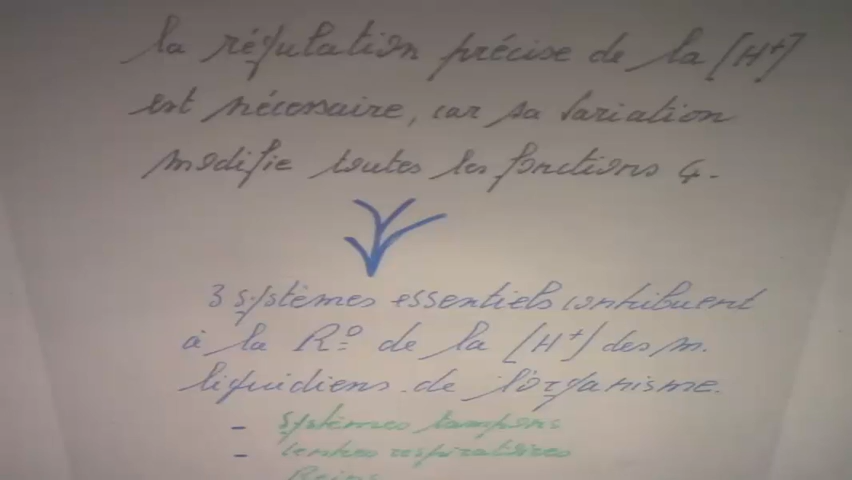 la régulation précise de la [H+]
est nécessaire, car sa variation
modifie toutes les fonctions
3 systèmes essentiels contribuent
à la R° de la [H+] des m.
liquidiens de l'organisme.
- systèmes tampons
- centres respiratoires
Reins